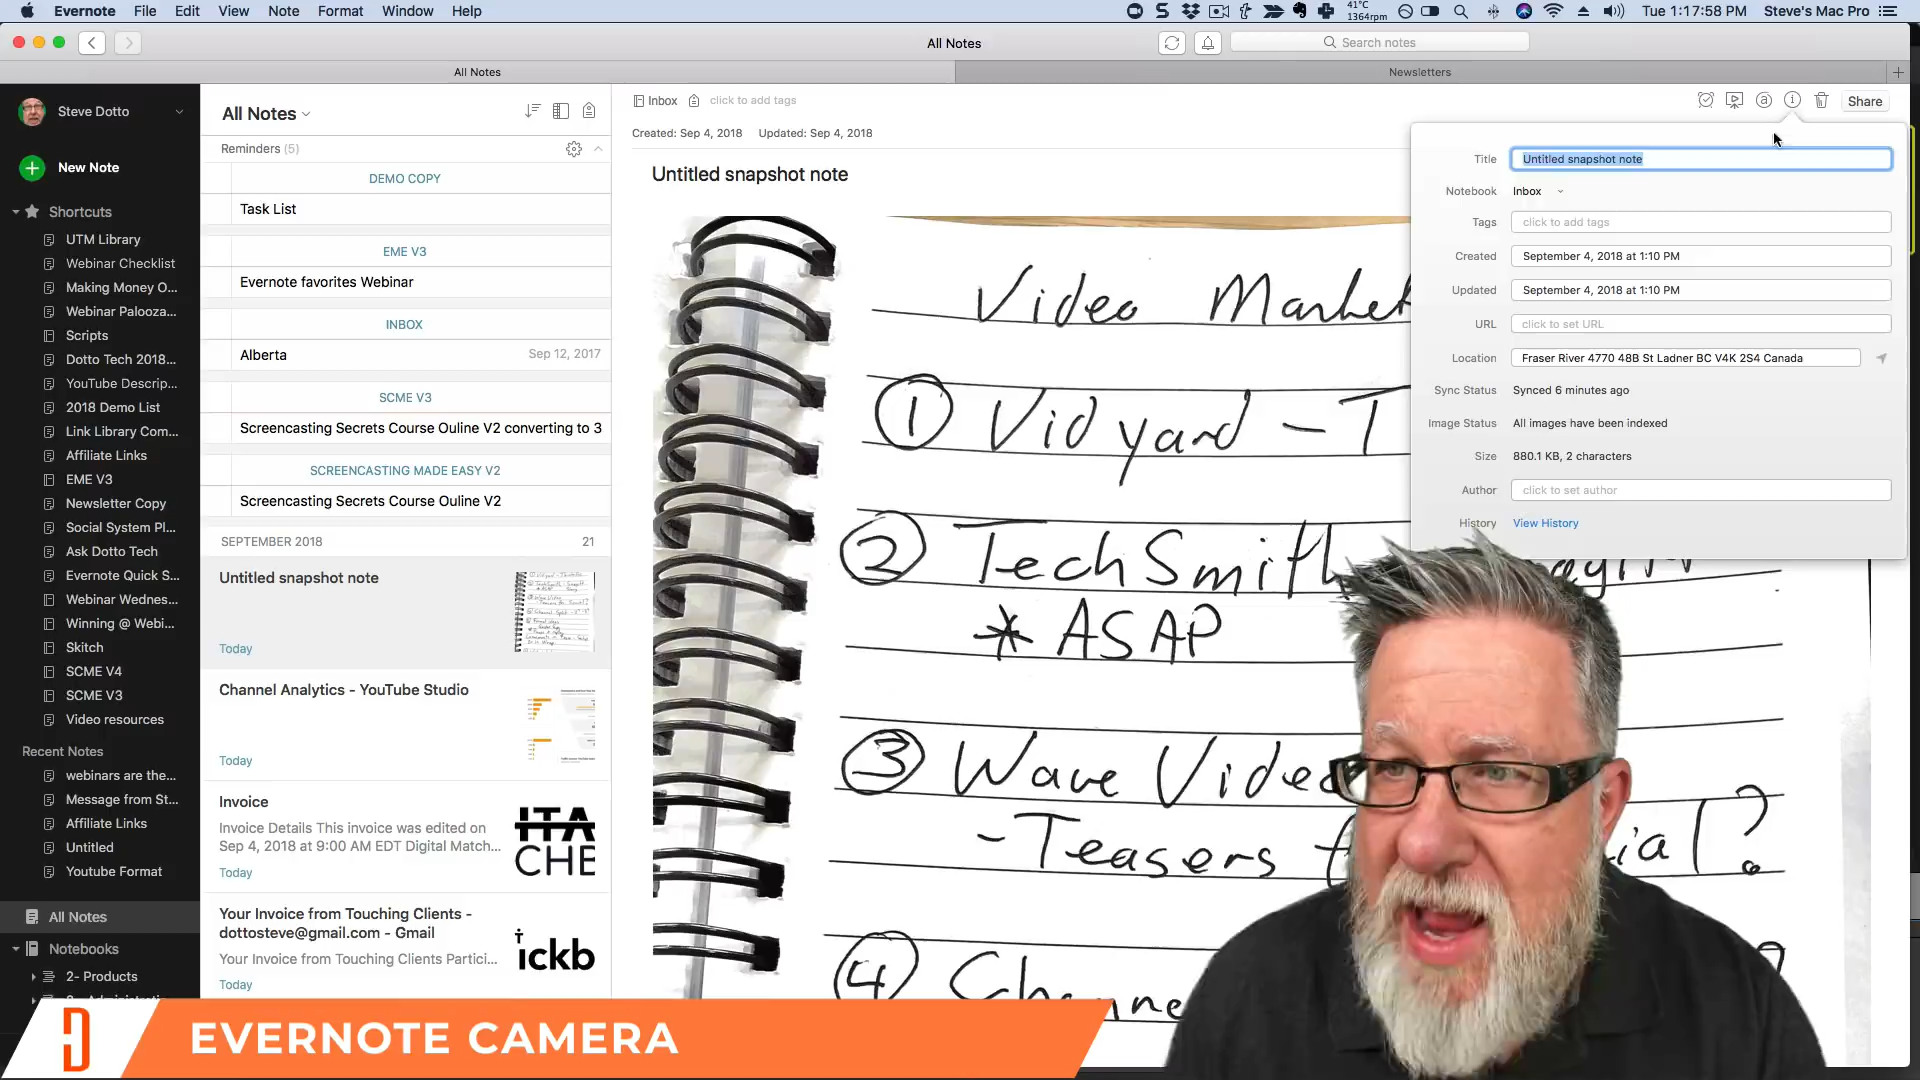 Evernote File Edit View Note Format Window Help
41°C
1364rpm
Tue 1:17:58 PM Steve's Mac Pro
All Notes
Search notes
All Notes
Newsletters
Steve Dotto
New Note
Shortcuts
UTM Library
Webinar Checklist
Making Money O...
Webinar Palooza...
Scripts
Dotto Tech 2018...
YouTube Descrip...
2018 Demo List
Link Library Com...
Affiliate Links
EME V3
Newsletter Copy
Social System Pl...
Ask Dotto Tech
Evernote Quick S...
Webinar Wednes...
Winning @ Webi...
Skitch
SCME V4
SCME V3
Video resources
Recent Notes
webinars are the...
Message from St...
Affiliate Links
Untitled
Youtube Format
All Notes
Notebooks
2- Products
All Notes
Reminders (5)
DEMO COPY
Task List
EME V3
Evernote favorites Webinar
INBOX
Alberta Sep 12, 2017
SCME V3
Screencasting Secrets Course Ouline V2 converting to 3
SCREENCASTING MADE EASY V2
Screencasting Secrets Course Ouline V2
SEPTEMBER 2018 21
Untitled snapshot note
Today
Channel Analytics - YouTube Studio
Today
Invoice
Invoice Details This invoice was edited on
Sep 4, 2018 at 9:00 AM EDT Digital Match...
Today
ITA
CHE
Your Invoice from Touching Clients -
dottosteve@gmail.com - Gmail
Your Invoice from Touching Clients Partici...
Today
ickb
Inbox click to add tags
Share
Created: Sep 4, 2018 Updated: Sep 4, 2018
Untitled snapshot note
Video Market
① Vidyard - T
② TechSmith
* ASAP
③ Wave Video
- Teasers f ial?
④ Channe
Title Untitled snapshot note
Notebook Inbox
Tags click to add tags
Created September 4, 2018 at 1:10 PM
Updated September 4, 2018 at 1:10 PM
URL click to set URL
Location Fraser River 4770 48B St Ladner BC V4K 2S4 Canada
Sync Status Synced 6 minutes ago
Image Status All images have been indexed
Size 880.1 KB, 2 characters
Author click to set author
History View History
EVERNOTE CAMERA